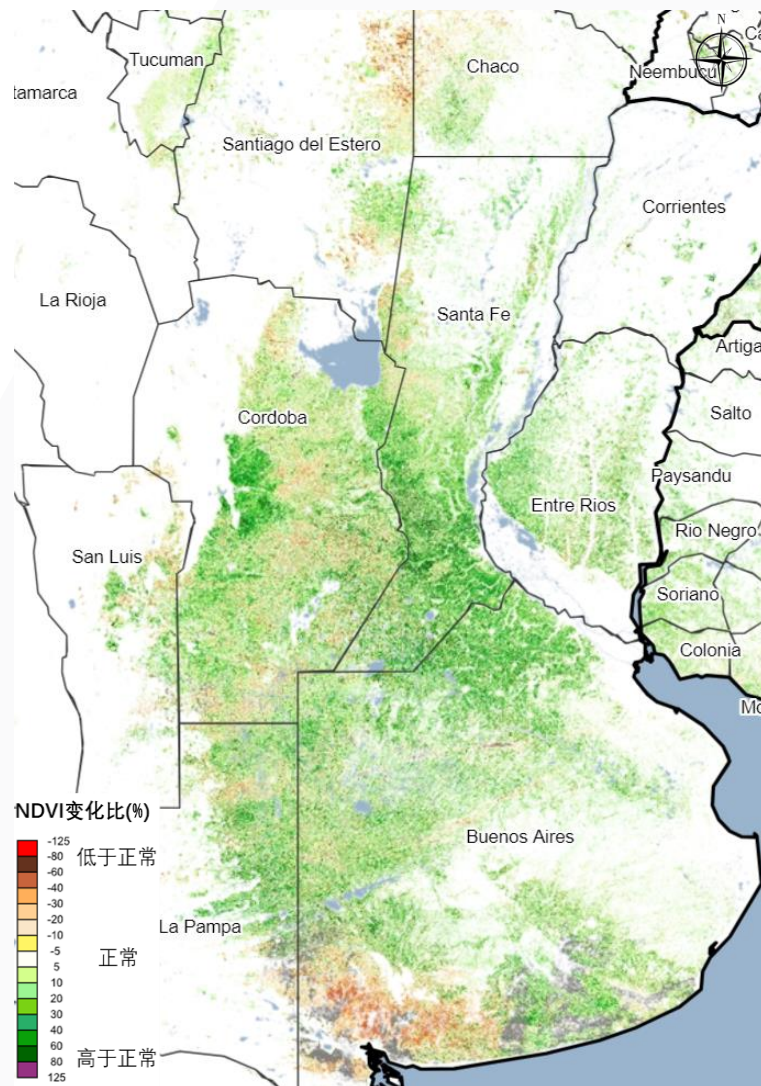 N
Ca
Tucuman
Chaco
Neembucu
tamarca
Santiago del Estero
Corrientes
La Rioja
Santa Fe
Artiga
Cordoba
Salto
Paysandu
Entre Rios
Rio Negro
San Luis
Soriano
Colonia
Mo
NDVI变化比(%)
-125
-80
低于正常
-60
-40
-30
-20
-10
-5
正常
5
10
20
30
40
60
高于正常
80
125
Buenos Aires
La Pampa